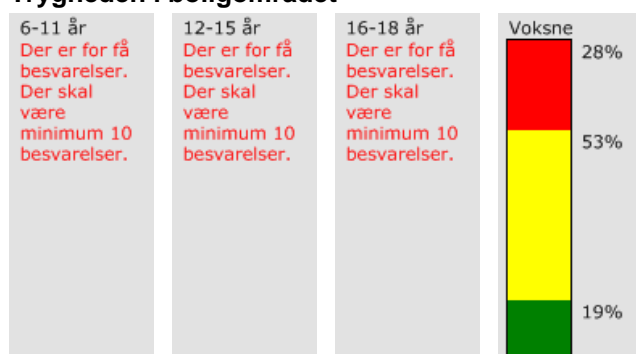 Trygheden i boligområdet
6-11 år
Der er for få
besvarelser.
Der skal
være
minimum 10
besvarelser.
12-15 år
Der er for få
besvarelser.
Der skal
være
minimum 10
besvarelser.
16-18 år
Der er for få
besvarelser.
Der skal
være
minimum 10
besvarelser.
Voksne
28%
53%
19%